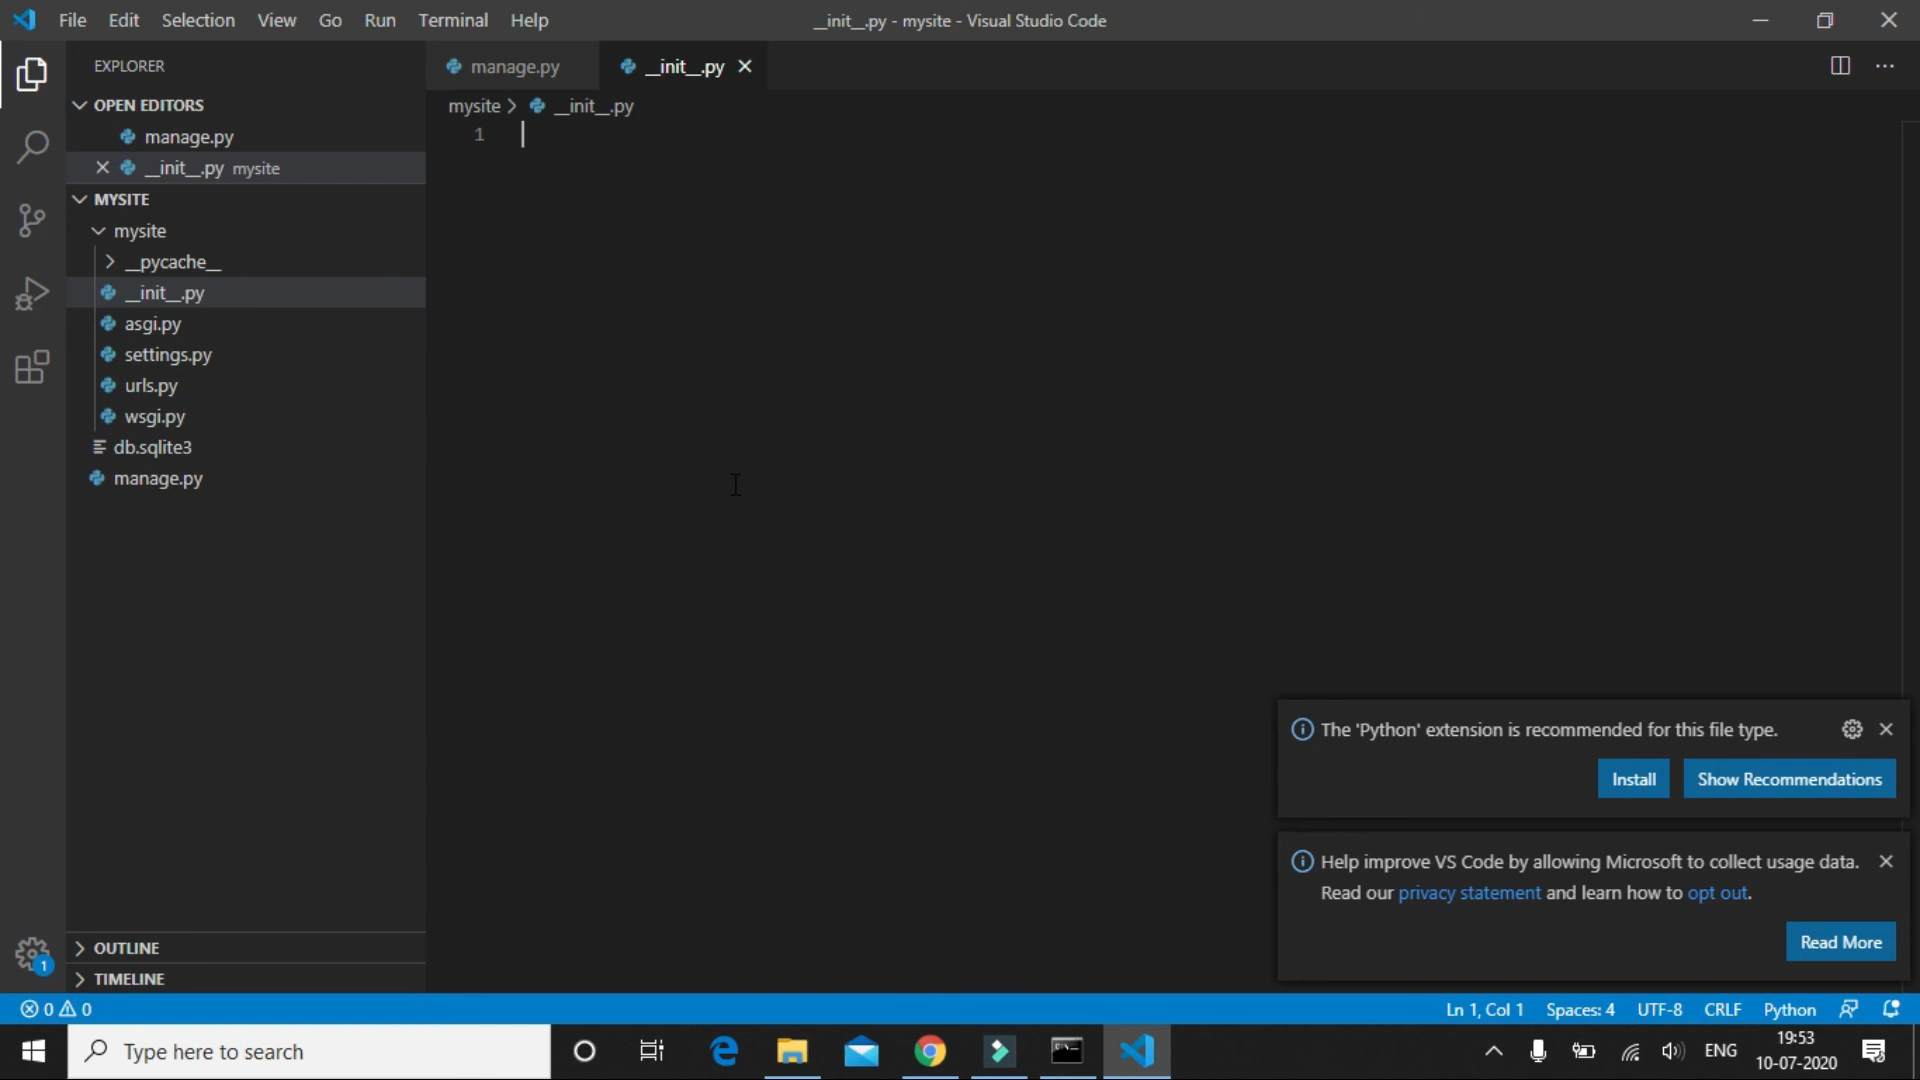 File Edit Selection View Go Run Terminal Help
__init__.py - mysite - Visual Studio Code
EXPLORER
OPEN EDITORS
manage.py
__init__.py mysite
MYSITE
mysite
__pycache__
__init__.py
asgi.py
settings.py
urls.py
wsgi.py
db.sqlite3
manage.py
OUTLINE
TIMELINE
manage.py
__init__.py
mysite > __init__.py
1
The 'Python' extension is recommended for this file type.
Install Show Recommendations
Help improve VS Code by allowing Microsoft to collect usage data.
Read our privacy statement and learn how to opt out.
Read More
1
0 0
Ln 1, Col 1 Spaces: 4 UTF-8 CRLF Python
Type here to search
ENG
19:53
10-07-2020